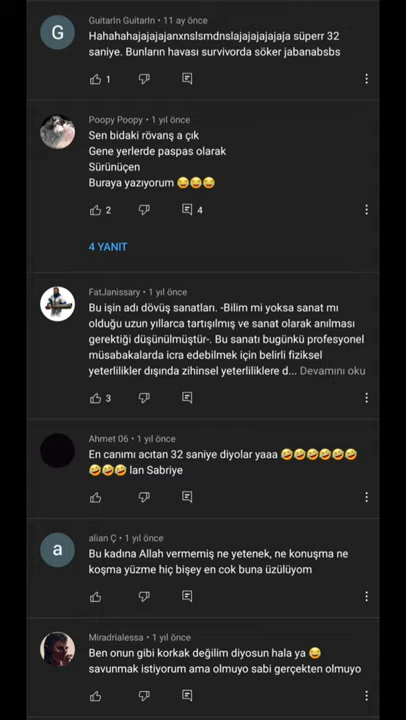 G
GuitarIn GuitarIn • 11 ay önce
Hahahahajajajajanxnslsmdnslajajajajajaja süperr 32
saniye. Bunların havası survivorda söker jabanabsbs
1
Poopy Poopy • 1 yıl önce
Sen bidaki rövanş a çık
Gene yerlerde paspas olarak
Sürünüçen
Buraya yazıyorum 😂😂😂
2 4
4 YANIT
FatJanissary • 1 yıl önce
Bu işin adı dövüş sanatları. -Bilim mi yoksa sanat mı
olduğu uzun yıllarca tartışılmış ve sanat olarak anılması
gerektiği düşünülmüştür-. Bu sanatı bugünkü profesyonel
müsabakalarda icra edebilmek için belirli fiziksel
yeterlilikler dışında zihinsel yeterliliklere d... Devamını oku
3
Ahmet 06 • 1 yıl önce
En canımı acıtan 32 saniye diyolar yaaa 🤣🤣🤣🤣🤣🤣
🤣🤣🤣 lan Sabriye
a
alian Ç • 1 yıl önce
Bu kadına Allah vermemiş ne yetenek, ne konuşma ne
koşma yüzme hiç bişey en cok buna üzülüyom
Miradrialessa • 1 yıl önce
Ben onun gibi korkak değilim diyosun hala ya 😂
savunmak istiyorum ama olmuyo sabi gerçekten olmuyo